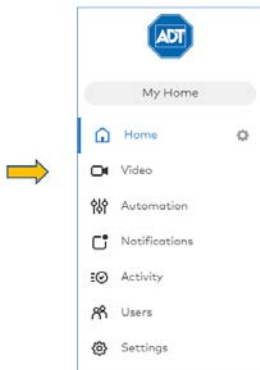 ADT
My Home
Home
Video
Automation
Notifications
Activity
Users
Settings